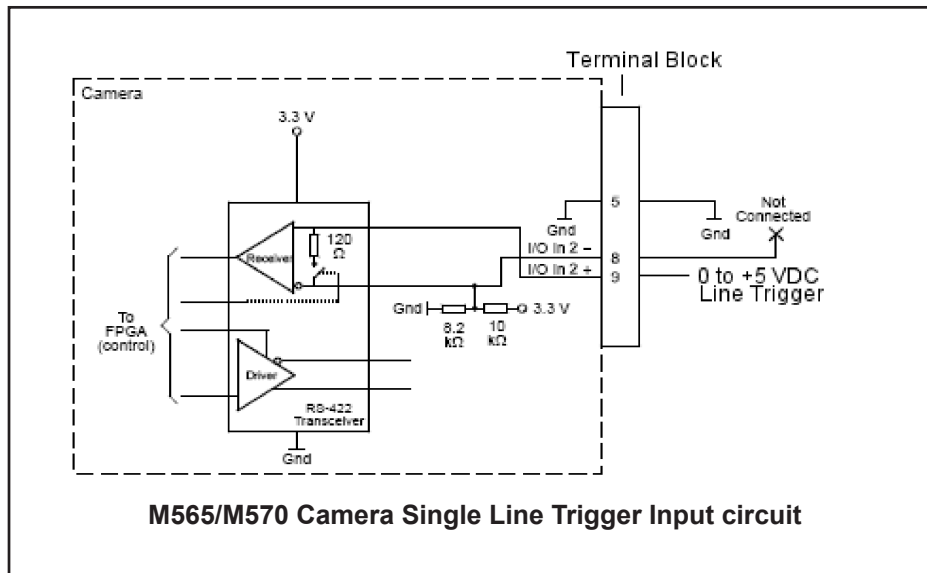 Terminal Block
Camera
3.3 V
5
Not
Connected
Gnd
Gnd
120
Ω
Receiver
I/O In 2 −
8
I/O In 2 +
9
0 to +5 VDC
Line Trigger
To
FPGA
(control)
Gnd
3.3 V
8.2
kΩ
10
kΩ
Driver
RS-422
Transceiver
Gnd
M565/M570 Camera Single Line Trigger Input circuit